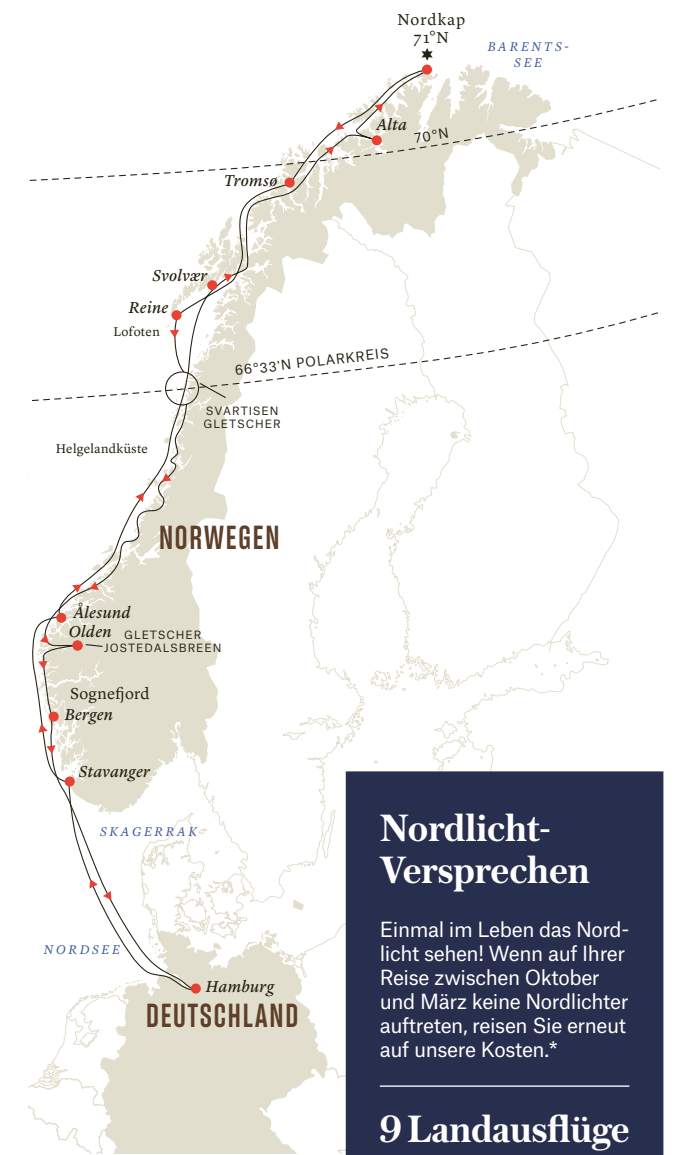 Nordkap
71°N
BARENTS-
SEE
Alta
70°N
Tromsø
Svolvær
Reine
Lofoten
66°33'N POLARKREIS
SVARTISEN
GLETSCHER
Helgelandküste
NORWEGEN
Ålesund
Olden
GLETSCHER
JOSTEDALSBREEN
Sognefjord
Bergen
Stavanger
SKAGERRAK
NORDSEE
Hamburg
DEUTSCHLAND
Nordlicht-
Versprechen
Einmal im Leben das Nord-
licht sehen! Wenn auf Ihrer
Reise zwischen Oktober
und März keine Nordlichter
auftreten, reisen Sie erneut
auf unsere Kosten.*
9 Landausflüge